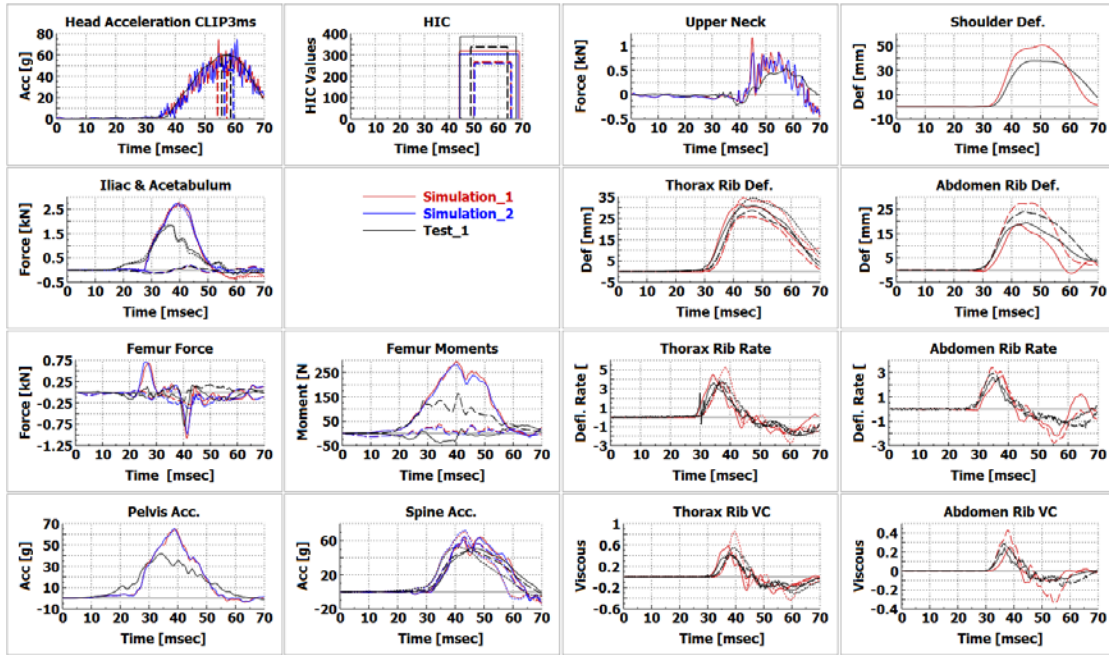 Head Acceleration CLIP3ms
Acc [g]
80
60
40
20
0
0 10 20 30 40 50 60 70
Time [msec]
HIC
HIC Values
400
300
200
100
0
0 10 20 30 40 50 60 70
Time [msec]
Upper Neck
Force [kN]
1
0.5
0
-0.5
0 10 20 30 40 50 60 70
Time [msec]
Shoulder Def.
Def [mm]
50
30
10
-10
0 10 20 30 40 50 60 70
Time [msec]
Iliac & Acetabulum
Force [kN]
2.5
1.5
0.5
-0.5
0 10 20 30 40 50 60 70
Time [msec]
Simulation_1
Simulation_2
Test_1
Thorax Rib Def.
Def [mm]
35
25
15
5
-5
0 10 20 30 40 50 60 70
Time [msec]
Abdomen Rib Def.
Def [mm]
25
15
5
-5
0 10 20 30 40 50 60 70
Time [msec]
Femur Force
Force [kN]
0.75
0.25
-0.25
-0.75
-1.25
0 10 20 30 40 50 60 70
Time [msec]
Femur Moments
Moment [N
250
150
50
-50
0 10 20 30 40 50 60 70
Time [msec]
Thorax Rib Rate
Defl. Rate [
5
3
1
-1
-3
0 10 20 30 40 50 60 70
Time [msec]
Abdomen Rib Rate
Defl. Rate [
3
1
-1
-3
0 10 20 30 40 50 60 70
Time [msec]
Pelvis Acc.
Acc [g]
70
50
30
10
-10
0 10 20 30 40 50 60 70
Time [msec]
Spine Acc.
Acc [g]
60
20
-20
0 10 20 30 40 50 60 70
Time [msec]
Thorax Rib VC
Viscous
1
0.6
0.2
-0.2
-0.6
0 10 20 30 40 50 60 70
Time [msec]
Abdomen Rib VC
Viscous
0.4
0.2
0
-0.2
-0.4
0 10 20 30 40 50 60 70
Time [msec]